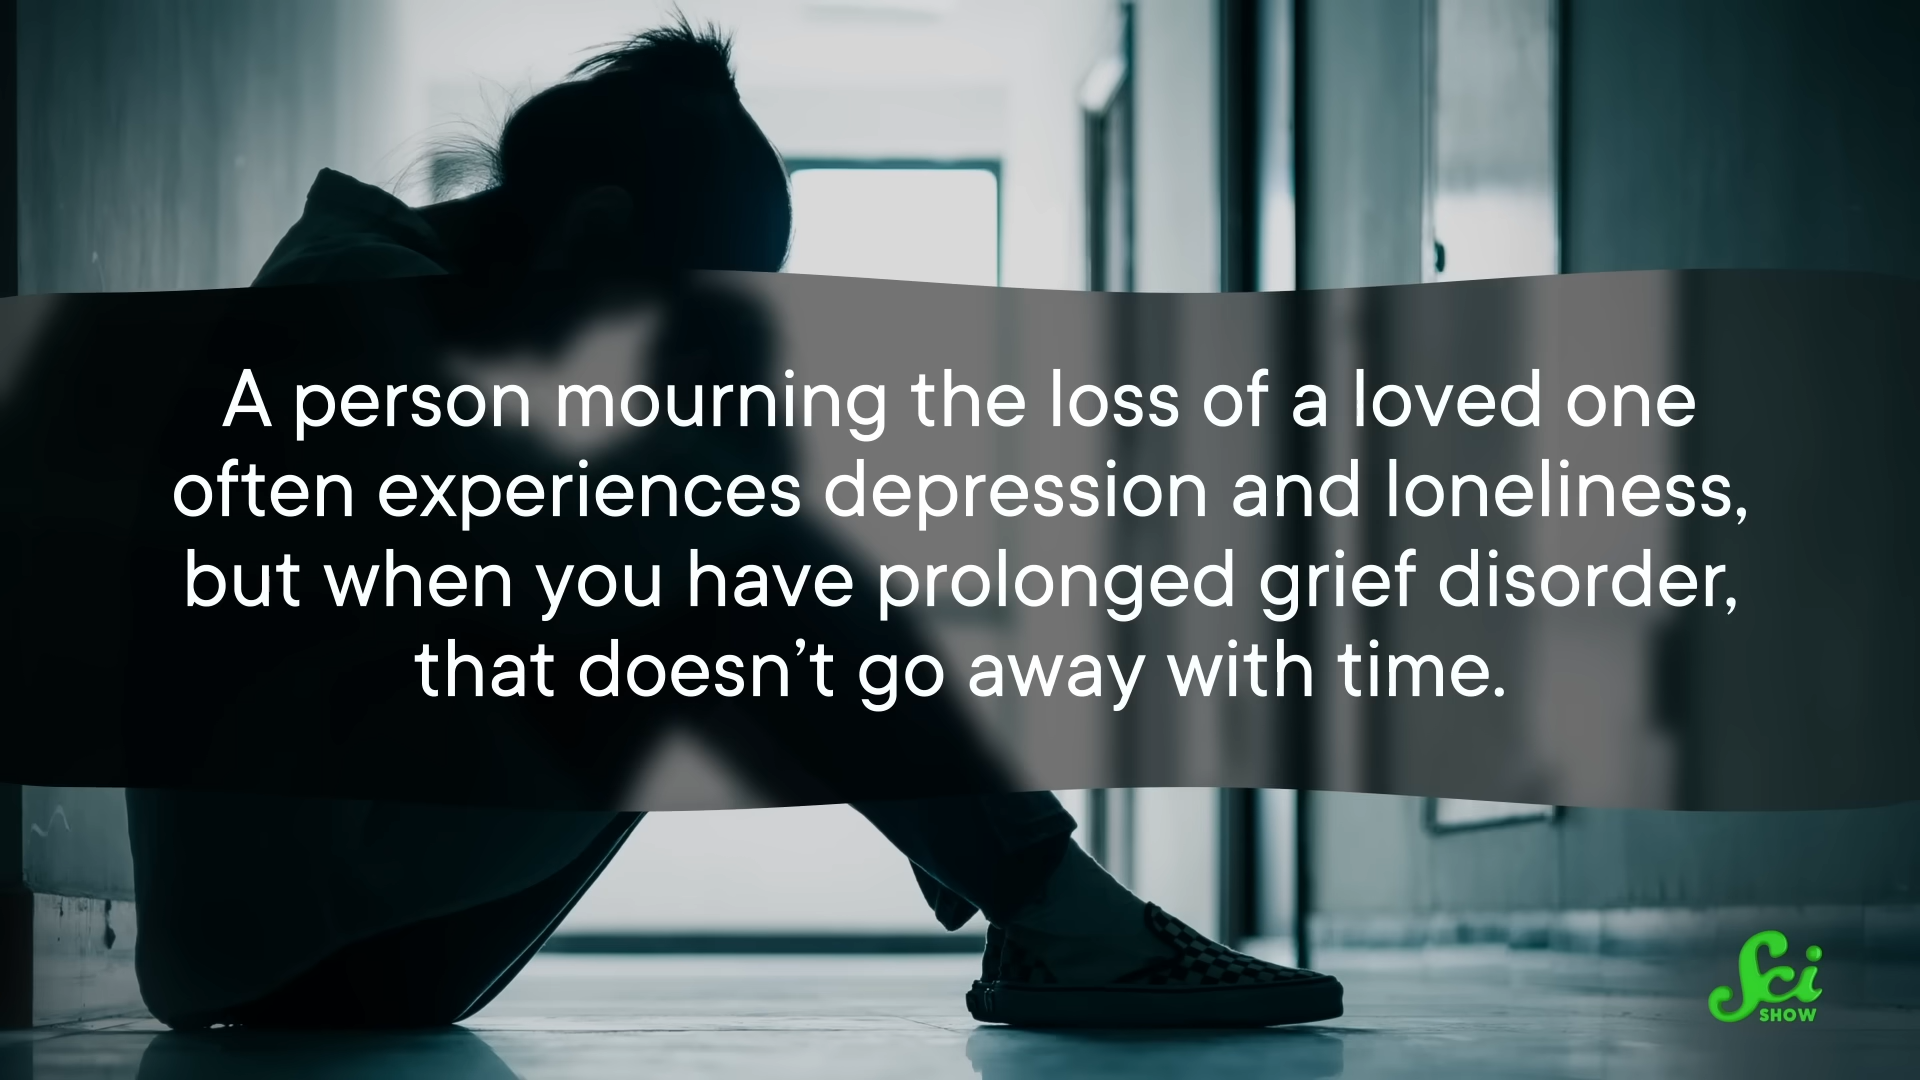 A person mourning the loss of a loved one
often experiences depression and loneliness,
but when you have prolonged grief disorder,
that doesn’t go away with time.
Sci
SHOW